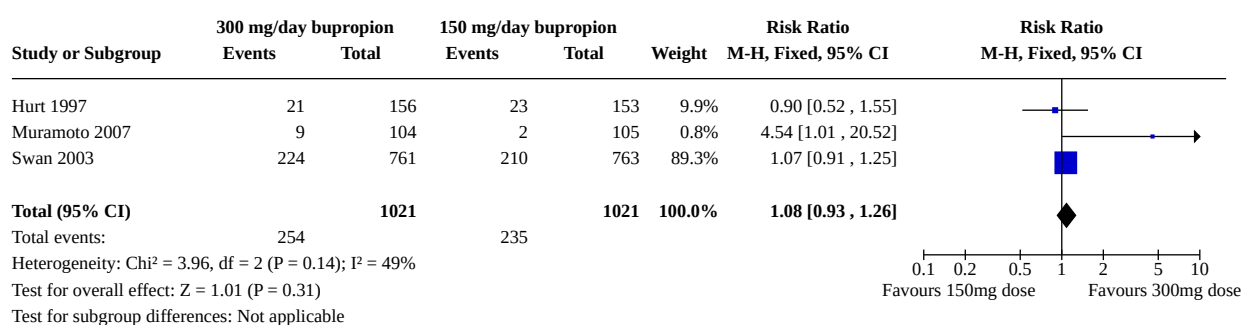 300 mg/day bupropion 150 mg/day bupropion Risk Ratio Risk Ratio
Study or Subgroup Events Total Events Total Weight M-H, Fixed, 95% CI M-H, Fixed, 95% CI
Hurt 1997 21 156 23 153 9.9% 0.90 [0.52 , 1.55]
Muramoto 2007 9 104 2 105 0.8% 4.54 [1.01 , 20.52]
Swan 2003 224 761 210 763 89.3% 1.07 [0.91 , 1.25]
Total (95% CI) 1021 1021 100.0% 1.08 [0.93 , 1.26]
Total events: 254 235
Heterogeneity: Chi² = 3.96, df = 2 (P = 0.14); I² = 49%
0.1 0.2 0.5 1 2 5 10
Test for overall effect: Z = 1.01 (P = 0.31) Favours 150mg dose Favours 300mg dose
Test for subgroup differences: Not applicable